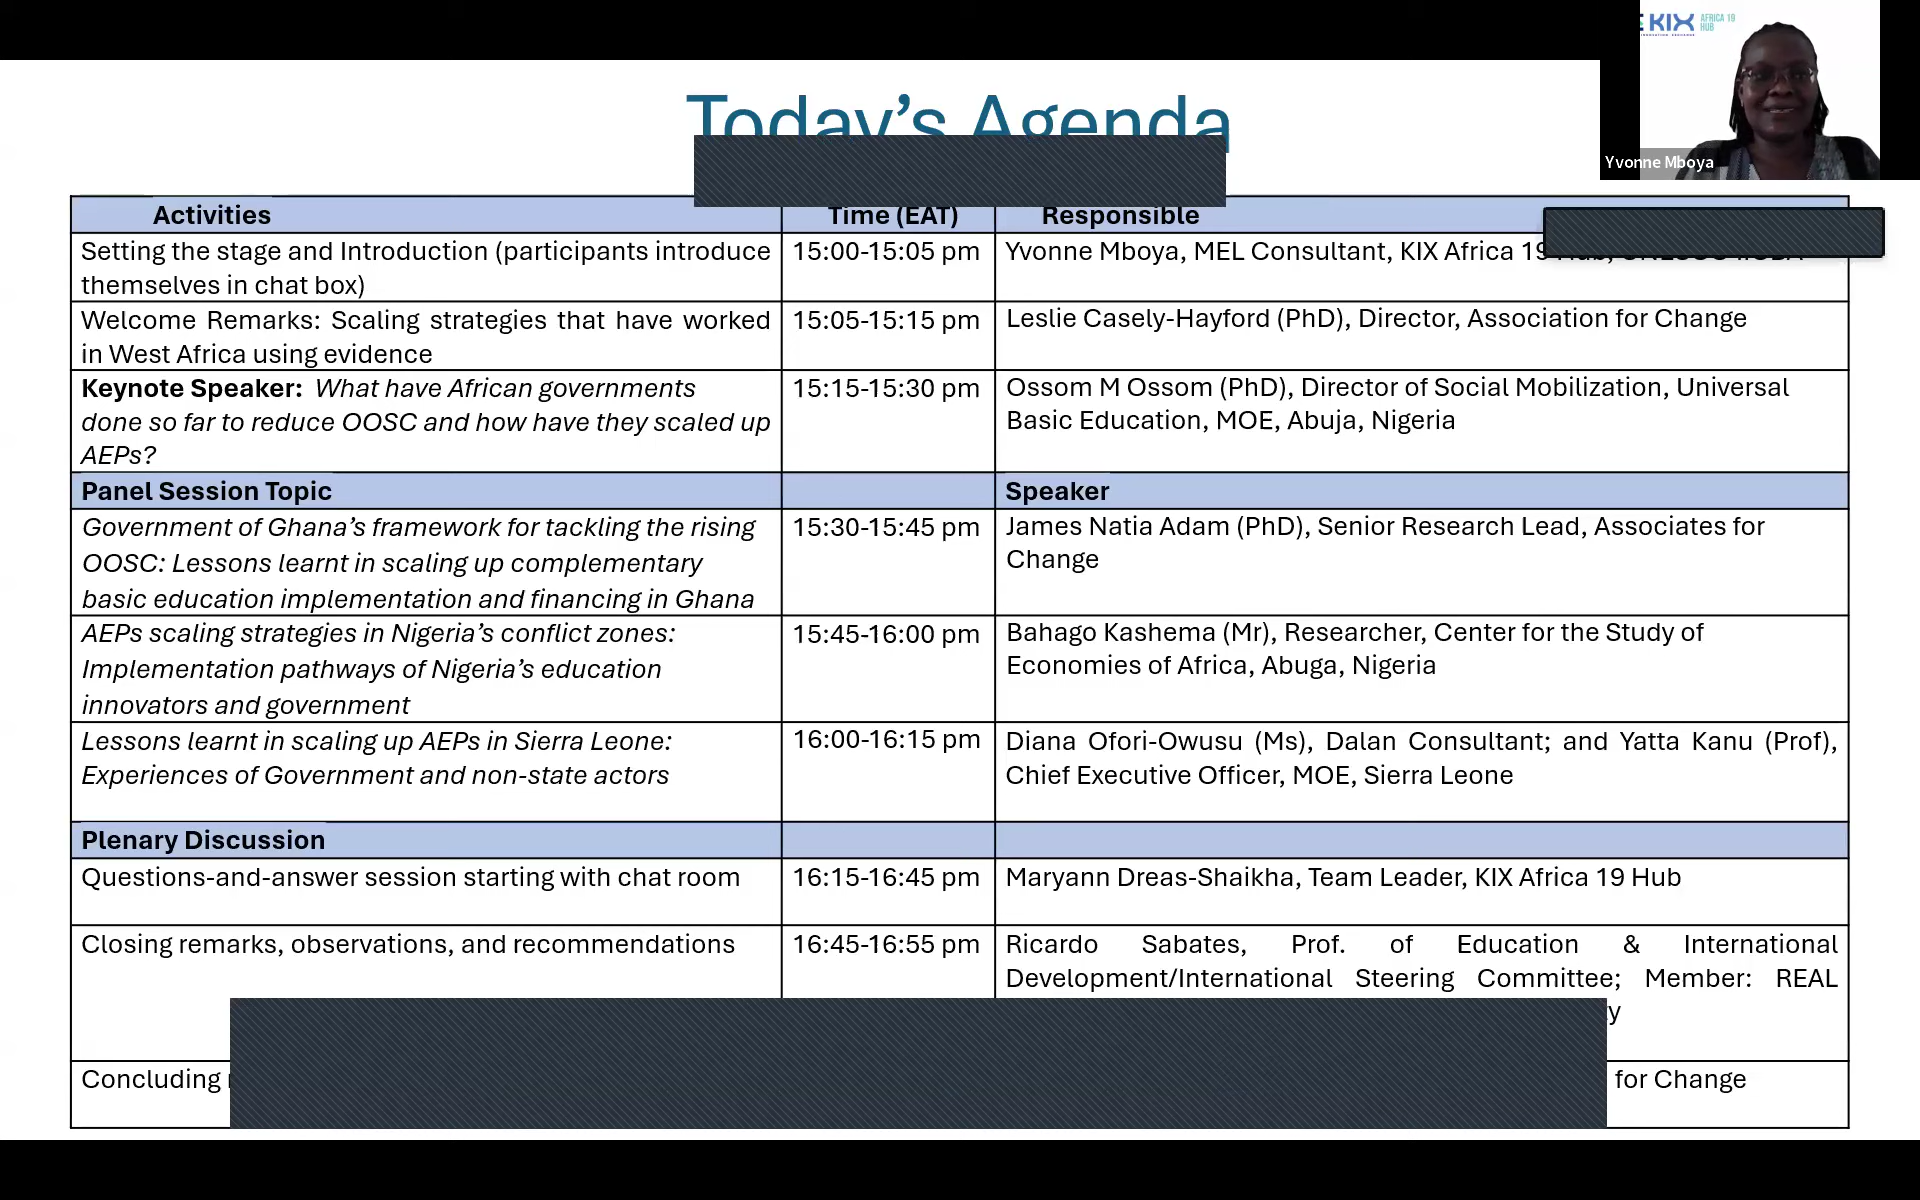 KIX AFRICA 19
HUB
Yvonne Mboya
Today's Agenda
Activities Time (EAT) Responsible
Setting the stage and Introduction (participants introduce 15:00-15:05 pm Yvonne Mboya, MEL Consultant, KIX Africa 19
themselves in chat box)
Welcome Remarks: Scaling strategies that have worked 15:05-15:15 pm Leslie Casely-Hayford (PhD), Director, Association for Change
in West Africa using evidence
Keynote Speaker: What have African governments 15:15-15:30 pm Ossom M Ossom (PhD), Director of Social Mobilization, Universal
done so far to reduce OOSC and how have they scaled up Basic Education, MOE, Abuja, Nigeria
AEPs?
Panel Session Topic Speaker
Government of Ghana’s framework for tackling the rising 15:30-15:45 pm James Natia Adam (PhD), Senior Research Lead, Associates for
OOSC: Lessons learnt in scaling up complementary Change
basic education implementation and financing in Ghana
AEPs scaling strategies in Nigeria’s conflict zones: 15:45-16:00 pm Bahago Kashema (Mr), Researcher, Center for the Study of
Implementation pathways of Nigeria’s education Economies of Africa, Abuga, Nigeria
innovators and government
Lessons learnt in scaling up AEPs in Sierra Leone: 16:00-16:15 pm Diana Ofori-Owusu (Ms), Dalan Consultant; and Yatta Kanu (Prof),
Experiences of Government and non-state actors Chief Executive Officer, MOE, Sierra Leone
Plenary Discussion
Questions-and-answer session starting with chat room 16:15-16:45 pm Maryann Dreas-Shaikha, Team Leader, KIX Africa 19 Hub
Closing remarks, observations, and recommendations 16:45-16:55 pm Ricardo Sabates, Prof. of Education & International
Development/International Steering Committee; Member: REAL
Concluding for Change